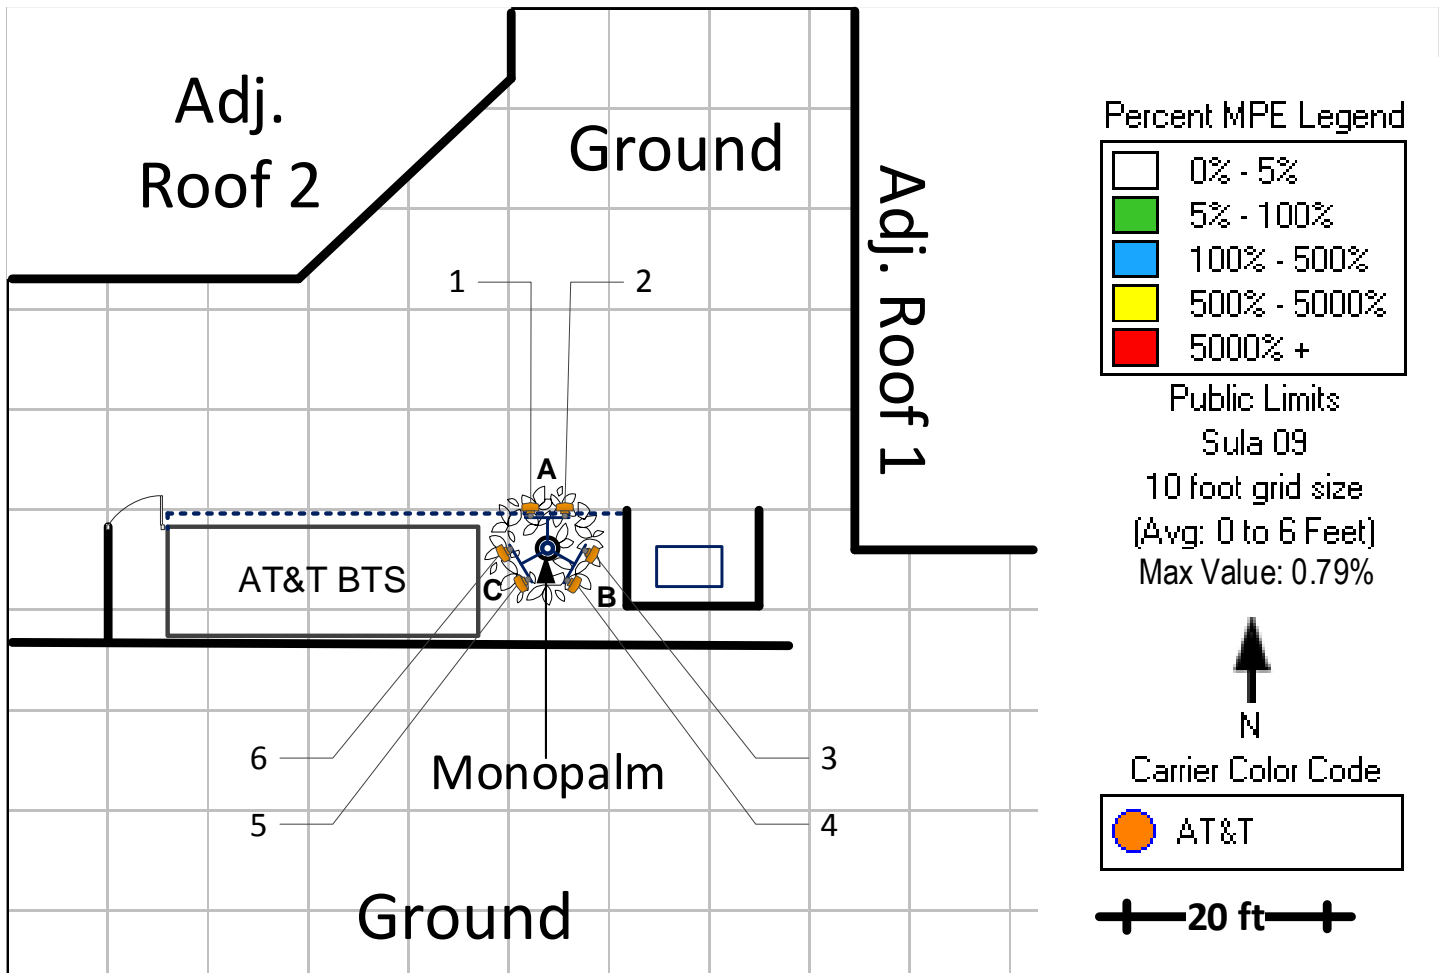 Adj.
Roof 2
Ground
Adj. Roof 1
1
2
A
AT&T BTS
C
B
6
5
3
4
Monopalm
Ground
Percent MPE Legend
0% - 5%
5% - 100%
100% - 500%
500% - 5000%
5000% +
Public Limits
Sula 09
10 foot grid size
(Avg: 0 to 6 Feet)
Max Value: 0.79%
N
Carrier Color Code
AT&T
20 ft